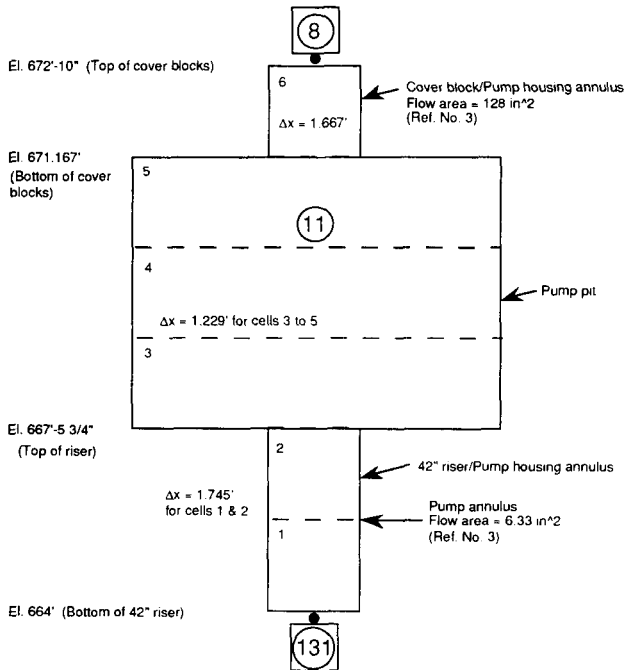 8
El. 672'-10" (Top of cover blocks)
6
Cover block/Pump housing annulus
Flow area = 128 in^2
(Ref. No. 3)
Δx = 1.667'
El. 671.167'
(Bottom of cover
blocks)
5
11
4
Pump pit
Δx = 1.229' for cells 3 to 5
3
El. 667'-5 3/4"
(Top of riser)
2
42" riser/Pump housing annulus
Δx = 1.745'
for cells 1 & 2
Pump annulus
Flow area = 6.33 in^2
(Ref. No. 3)
1
El. 664' (Bottom of 42" riser)
131